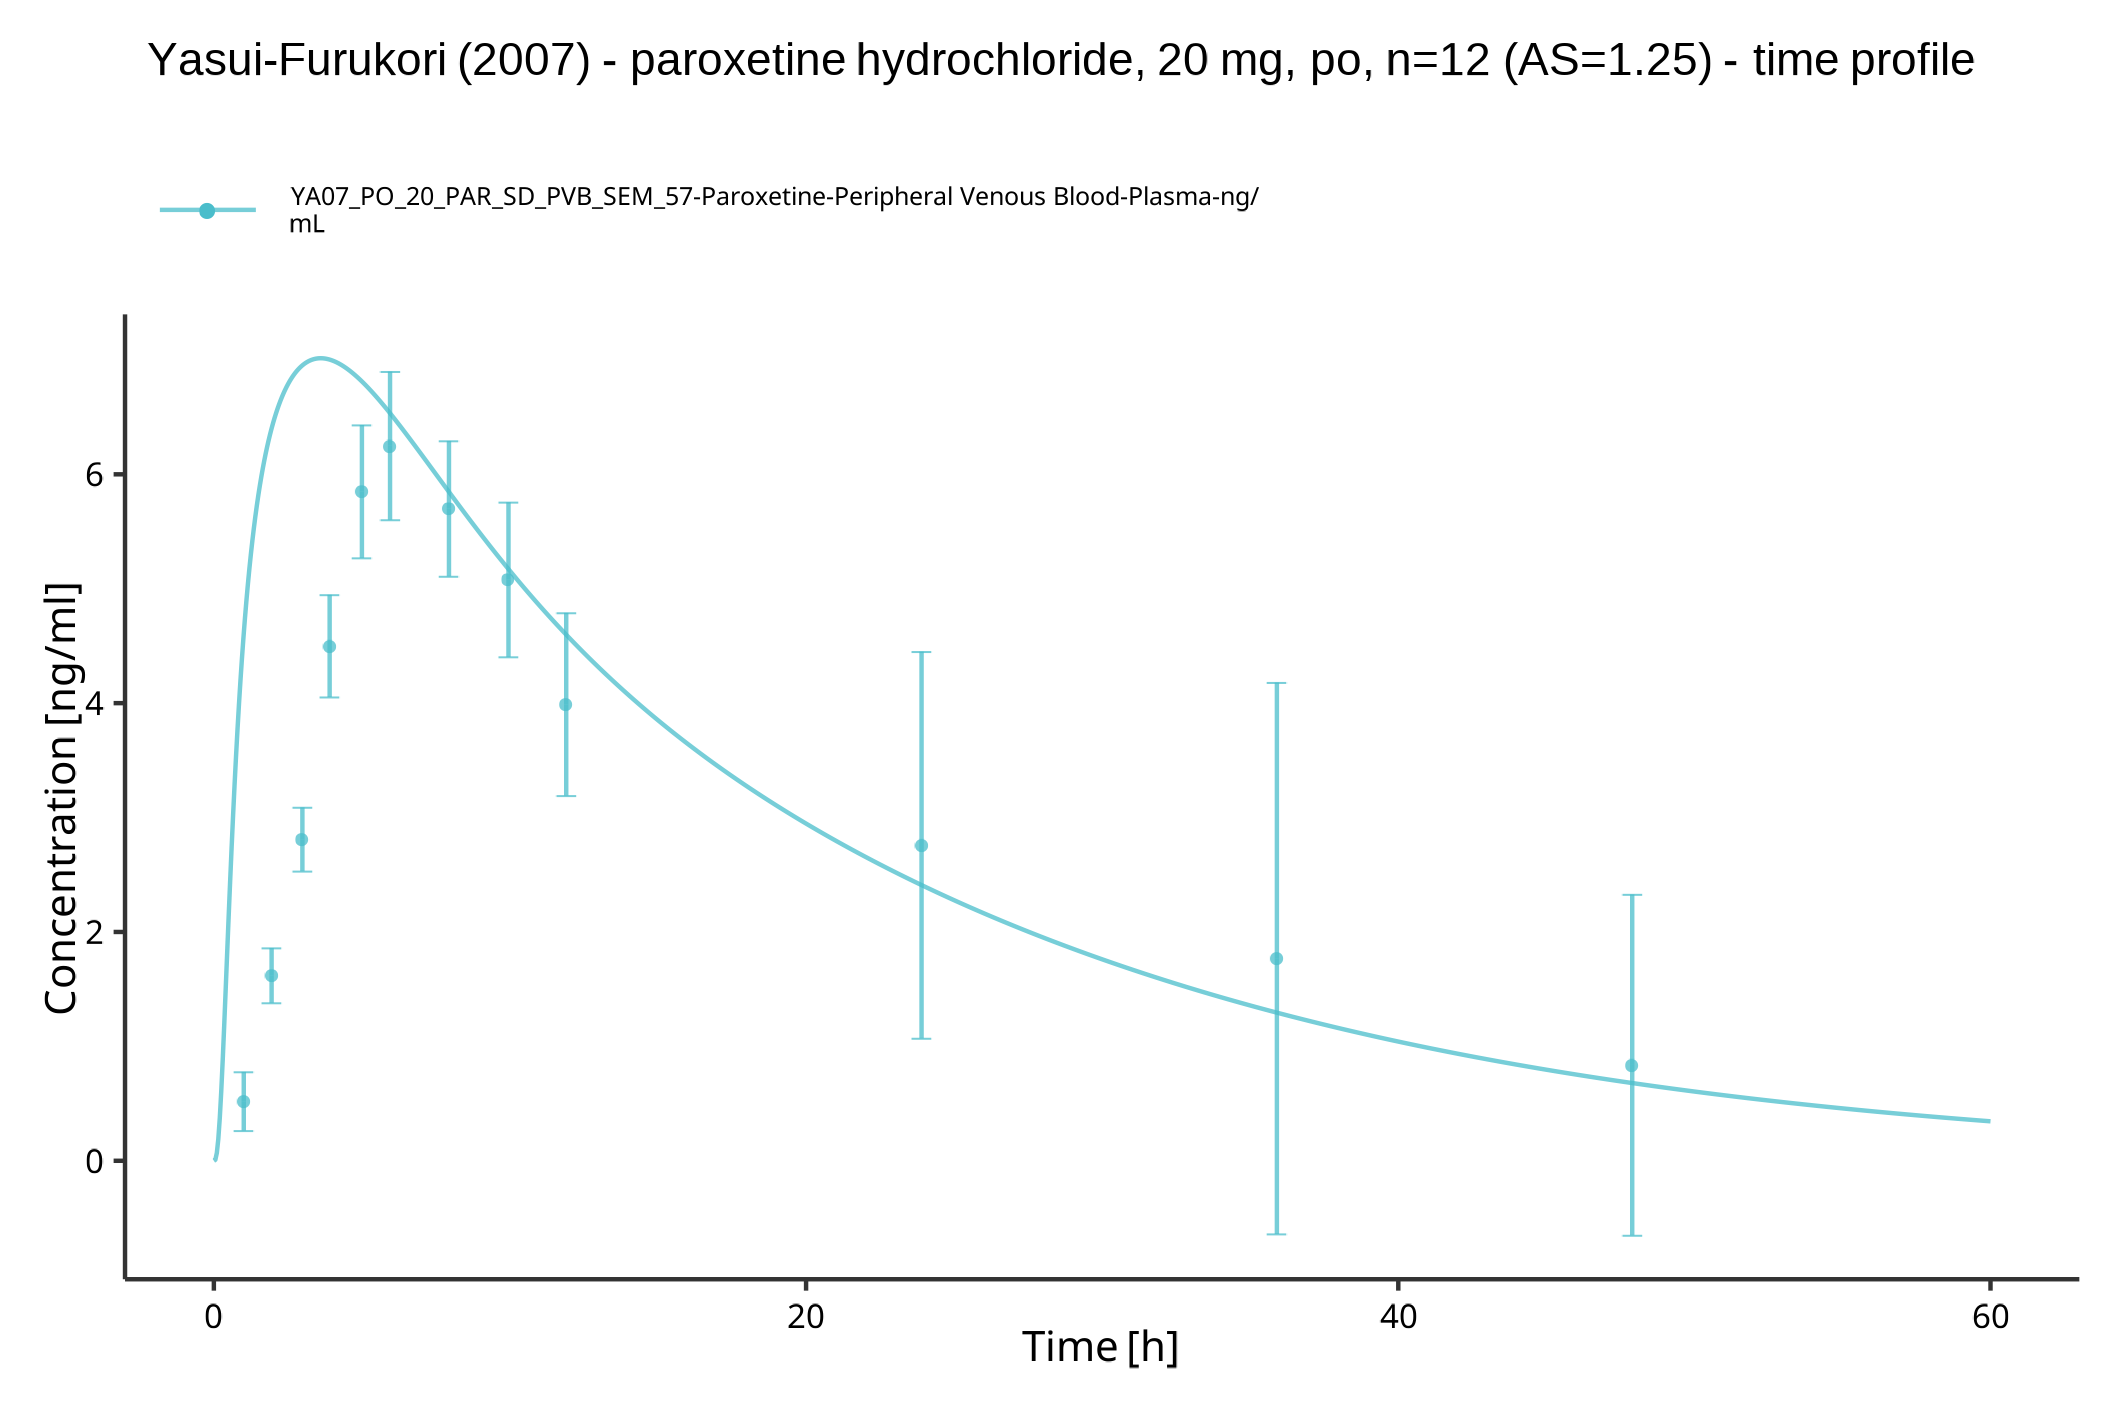 Yasui-Furukori (2007) - paroxetine hydrochloride, 20 mg, po, n=12 (AS=1.25) - time profile
YA07_PO_20_PAR_SD_PVB_SEM_57-Paroxetine-Peripheral Venous Blood-Plasma-ng/
mL
Concentration [ng/ml]
6
4
2
0
0 20 40 60
Time [h]